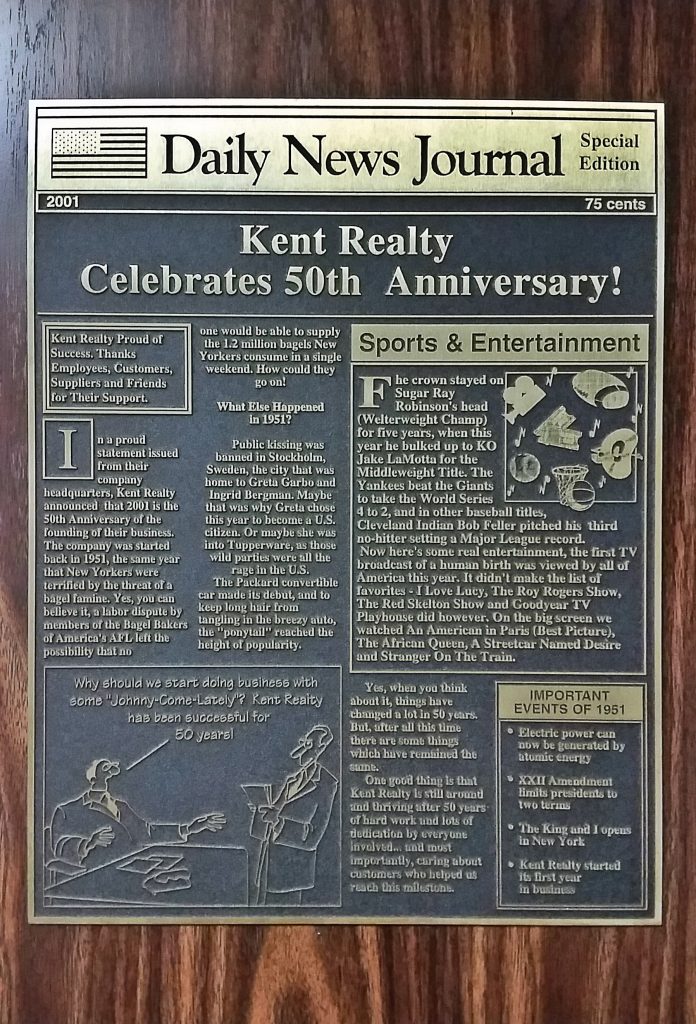 Daily News Journal
Special
Edition
2001
75 cents
Kent Realty
Celebrates 50th Anniversary!
Kent Realty Proud of
Success. Thanks
Employees, Customers,
Suppliers and Friends
for Their Support.
In a proud
statement issued
from their
company
headquarters, Kent Realty
announced that 2001 is the
50th Anniversary of the
founding of their business.
The company was started
back in 1951, the same year
that New Yorkers were
terrified by the threat of a
bagel famine. Yes, you can
believe it, a labor dispute by
members of the Bagel Bakers
of America's AFL left the
possibility that no
one would be able to supply
the 1.2 million bagels New
Yorkers consume in a single
weekend. How could they
go on!
What Else Happened
in 1951?
Public kissing was
banned in Stockholm,
Sweden, the city that was
home to Greta Garbo and
Ingrid Bergman. Maybe
that was why Greta chose
this year to become a U.S.
citizen. Or maybe she was
into Tupperware, as those
wild parties were all the
rage in the U.S.
The Packard convertible
car made its debut, and to
keep long hair from
tangling in the breezy auto,
the "ponytail" reached the
height of popularity.
Sports & Entertainment
The crown stayed on
Sugar Ray
Robinson's head
(Welterweight Champ)
for five years, when this
year he bulked up to KO
Jake LaMotta for the
Middleweight Title. The
Yankees beat the Giants
to take the World Series
4 to 2, and in other baseball titles,
Cleveland Indian Bob Feller pitched his third
no-hitter setting a Major League record.
Now here's some real entertainment, the first TV
broadcast of a human birth was viewed by all of
America this year. It didn't make the list of
favorites - I Love Lucy, The Roy Rogers Show,
The Red Skelton Show and Goodyear TV
Playhouse did however. On the big screen we
watched An American in Paris (Best Picture),
The African Queen, A Streetcar Named Desire
and Stranger On The Train.
Why should we start doing business with
some "Johnny-Come-Lately"? Kent Realty
has been successful for
50 years!
Yes, when you think
about it, things have
changed a lot in 50 years.
But, after all this time
there are some things
which have remained the
same.
One good thing is that
Kent Realty is still around
and thriving after 50 years
of hard work and lots of
dedication by everyone
involved... and most
importantly, caring about
customers who helped us
reach this milestone.
IMPORTANT
EVENTS OF 1951
• Electric power can
now be generated by
atomic energy
• XXII Amendment
limits presidents to
two terms
• The King and I opens
in New York
• Kent Realty started
its first year
in business